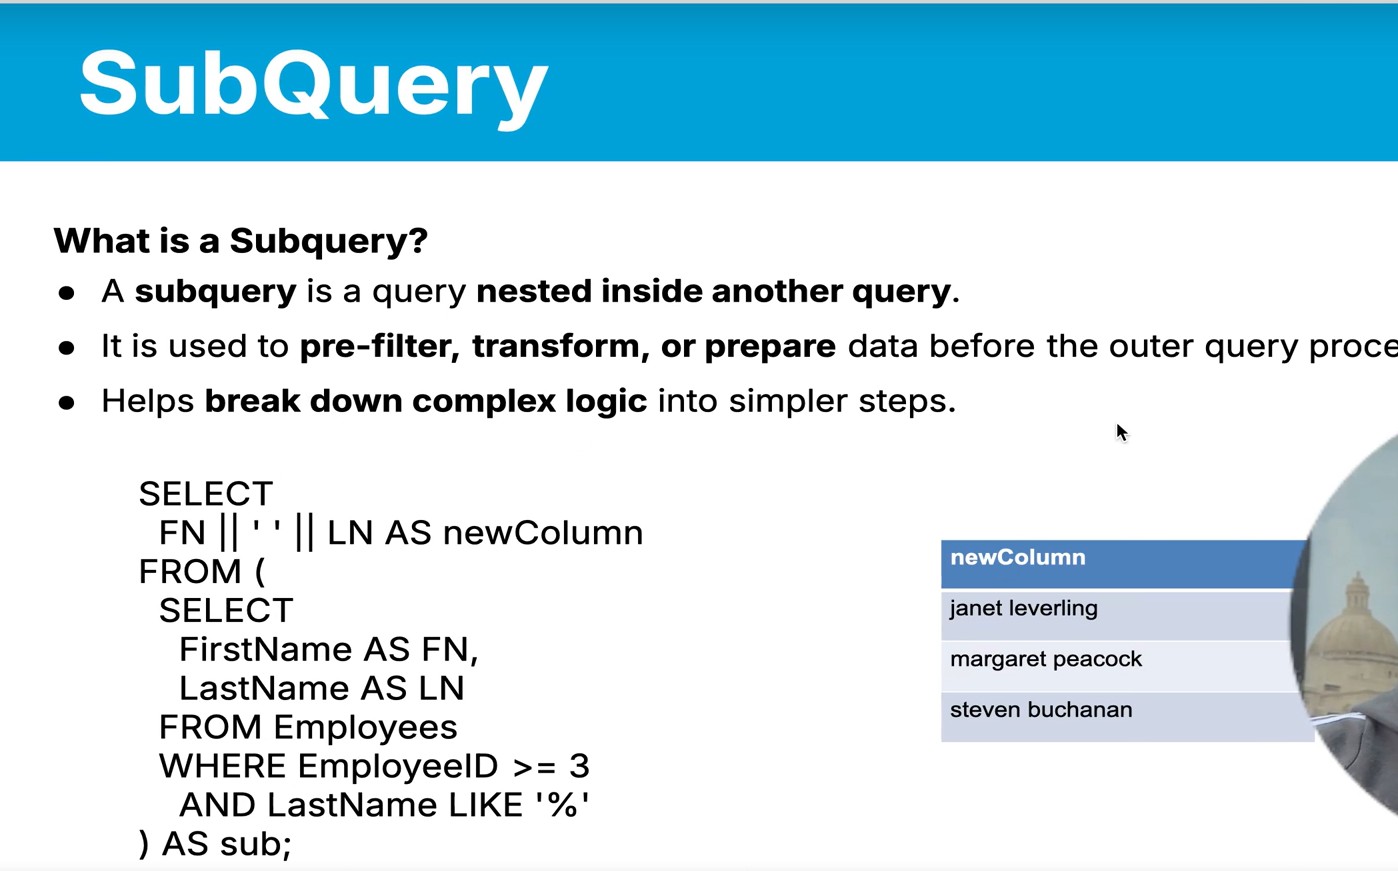 SubQuery
What is a Subquery?
● A subquery is a query nested inside another query.
● It is used to pre-filter, transform, or prepare data before the outer query proce
● Helps break down complex logic into simpler steps.
SELECT
FN || ' ' || LN AS newColumn
FROM (
SELECT
FirstName AS FN,
LastName AS LN
FROM Employees
WHERE EmployeeID >= 3
AND LastName LIKE '%'
) AS sub;
newColumn
janet leverling
margaret peacock
steven buchanan